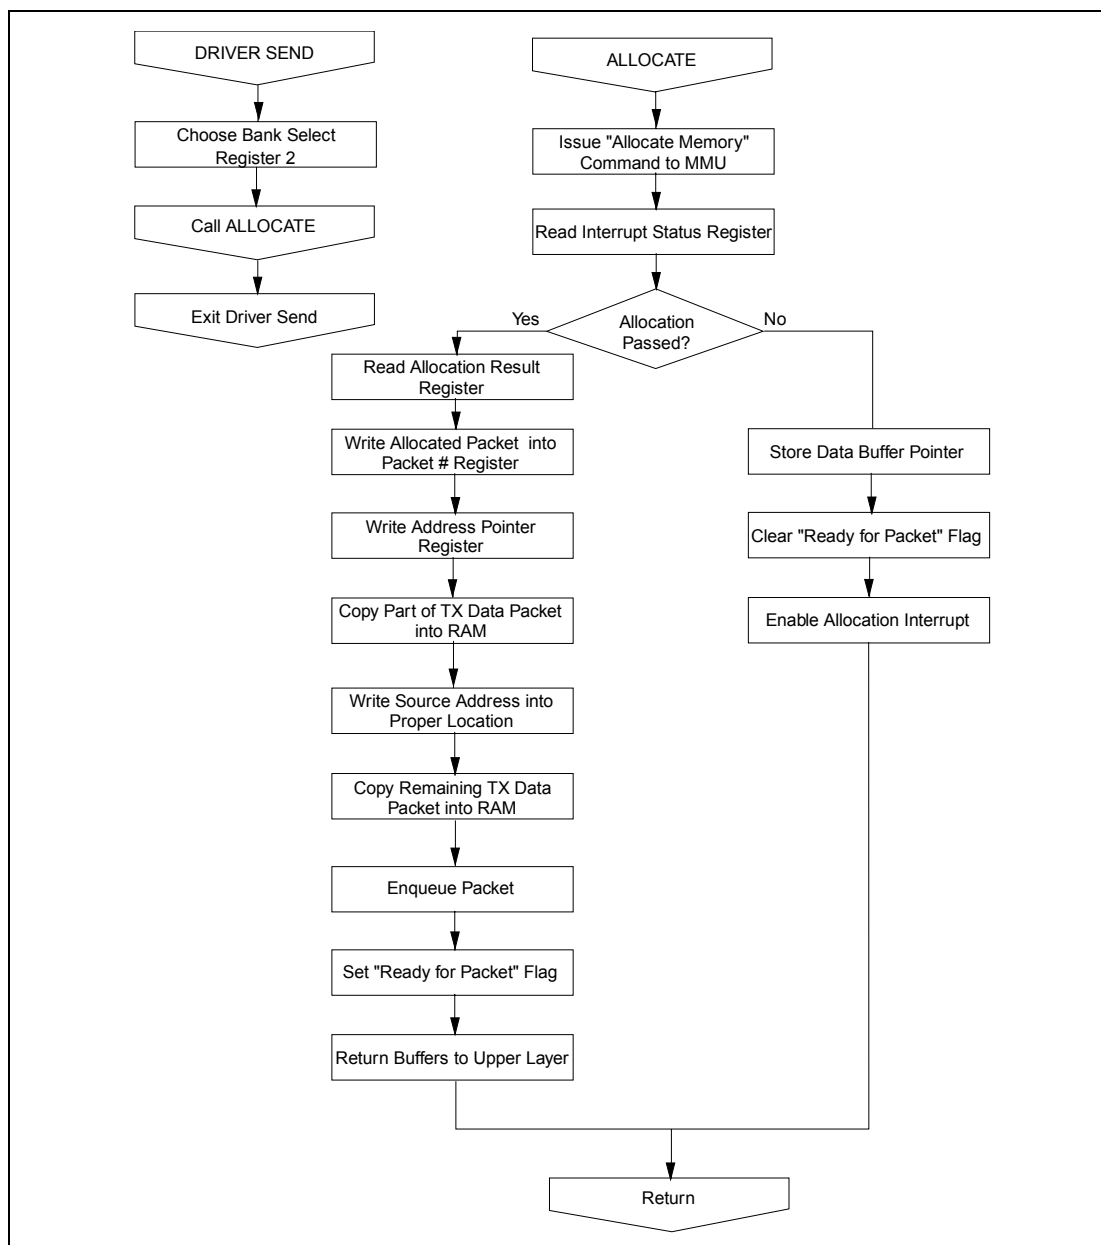 DRIVER SEND
Choose Bank Select
Register 2
Call ALLOCATE
Exit Driver Send
ALLOCATE
Issue "Allocate Memory"
Command to MMU
Read Interrupt Status Register
Allocation
Passed?
Yes
No
Read Allocation Result
Register
Write Allocated Packet into
Packet # Register
Write Address Pointer
Register
Copy Part of TX Data Packet
into RAM
Write Source Address into
Proper Location
Copy Remaining TX Data
Packet into RAM
Enqueue Packet
Set "Ready for Packet" Flag
Return Buffers to Upper Layer
Store Data Buffer Pointer
Clear "Ready for Packet" Flag
Enable Allocation Interrupt
Return